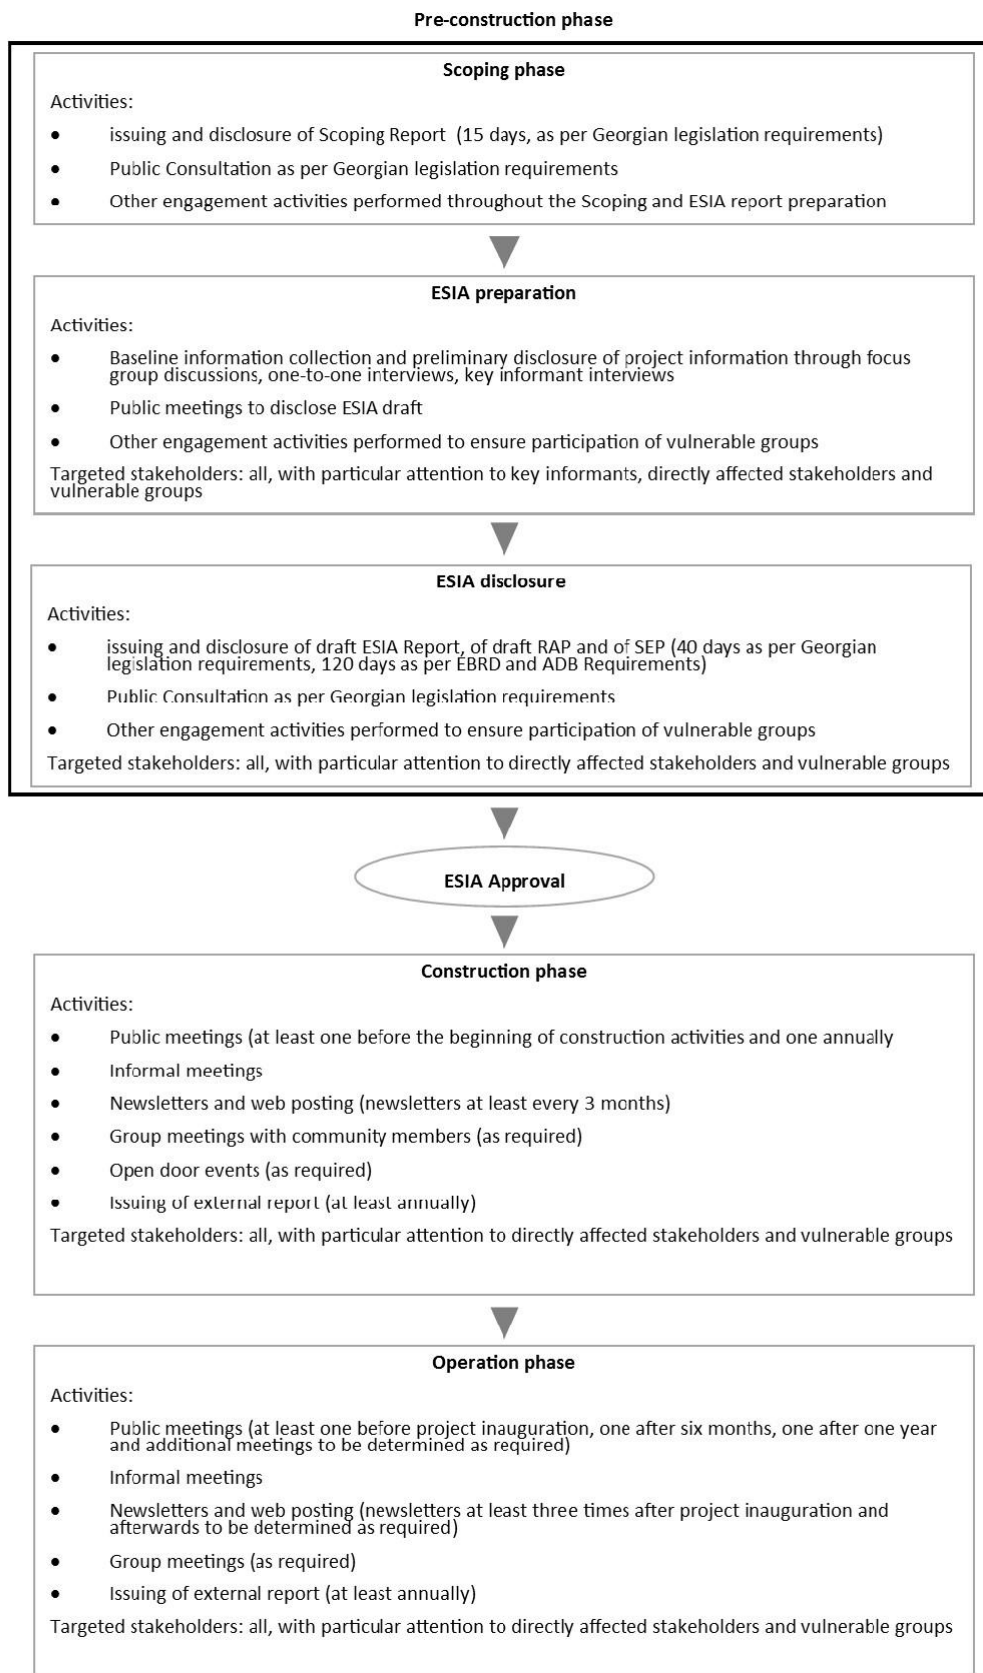 Pre-construction phase
Scoping phase
Activities:
• issuing and disclosure of Scoping Report (15 days, as per Georgian legislation requirements)
• Public Consultation as per Georgian legislation requirements
• Other engagement activities performed throughout the Scoping and ESIA report preparation
ESIA preparation
Activities:
• Baseline information collection and preliminary disclosure of project information through focus
group discussions, one-to-one interviews, key informant interviews
• Public meetings to disclose ESIA draft
• Other engagement activities performed to ensure participation of vulnerable groups
Targeted stakeholders: all, with particular attention to key informants, directly affected stakeholders and
vulnerable groups
ESIA disclosure
Activities:
• issuing and disclosure of draft ESIA Report, of draft RAP and of SEP (40 days as per Georgian
legislation requirements, 120 days as per EBRD and ADB Requirements)
• Public Consultation as per Georgian legislation requirements
• Other engagement activities performed to ensure participation of vulnerable groups
Targeted stakeholders: all, with particular attention to directly affected stakeholders and vulnerable groups
ESIA Approval
Construction phase
Activities:
• Public meetings (at least one before the beginning of construction activities and one annually
• Informal meetings
• Newsletters and web posting (newsletters at least every 3 months)
• Group meetings with community members (as required)
• Open door events (as required)
• Issuing of external report (at least annually)
Targeted stakeholders: all, with particular attention to directly affected stakeholders and vulnerable groups
Operation phase
Activities:
• Public meetings (at least one before project inauguration, one after six months, one after one year
and additional meetings to be determined as required)
• Informal meetings
• Newsletters and web posting (newsletters at least three times after project inauguration and
afterwards to be determined as required)
• Group meetings (as required)
• Issuing of external report (at least annually)
Targeted stakeholders: all, with particular attention to directly affected stakeholders and vulnerable groups